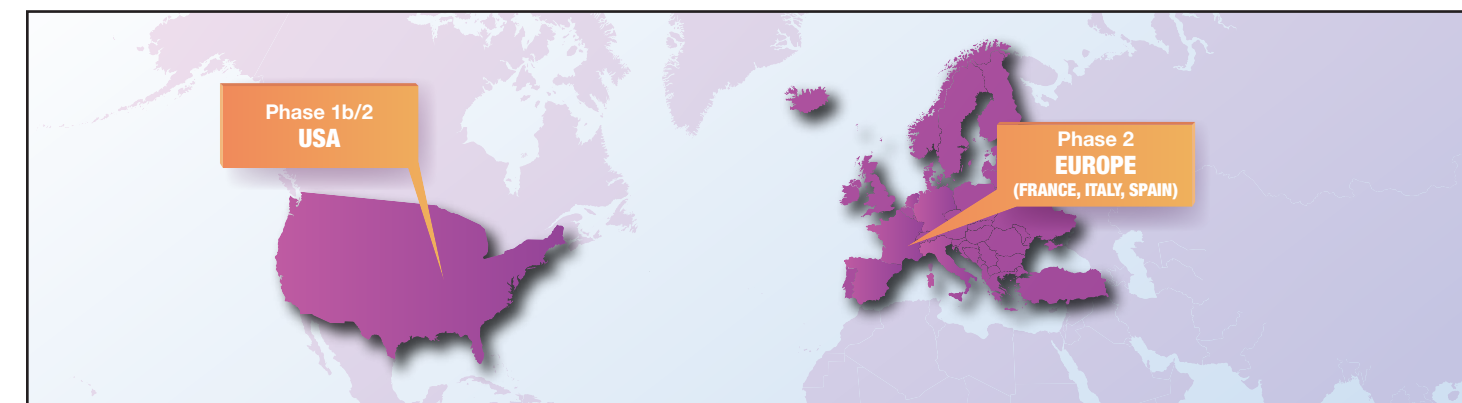 Phase 1b/2
USA
Phase 2
EUROPE
(FRANCE, ITALY, SPAIN)